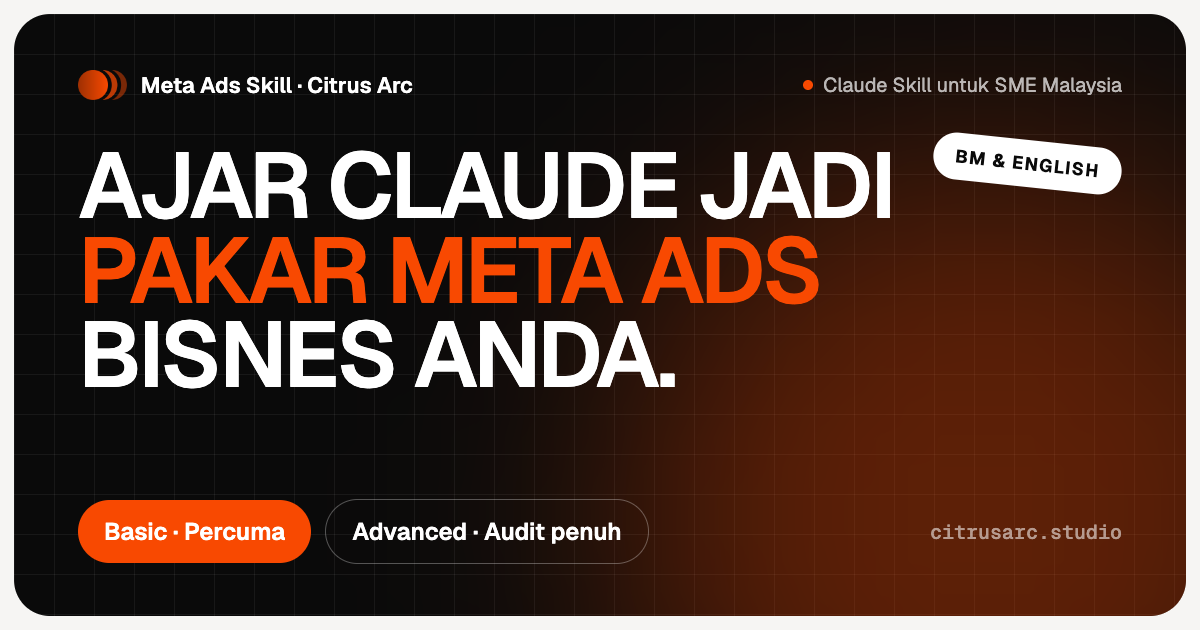 Meta Ads Skill · Citrus Arc
Claude Skill untuk SME Malaysia
BM & ENGLISH
AJAR CLAUDE JADI
PAKAR META ADS
BISNES ANDA.
Basic · Percuma
Advanced · Audit penuh
citrusarc.studio